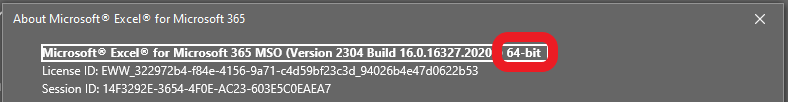 About Microsoft® Excel® for Microsoft 365
Microsoft® Excel® for Microsoft 365 MSO (Version 2304 Build 16.0.16327.2020 64-bit
License ID: EWW_322972b4-f84e-4156-9a71-c4d59bf23c3d_94026b4e47d0622b53
Session ID: 14F3292E-3654-4F0E-AC23-603E5C0EAEA7